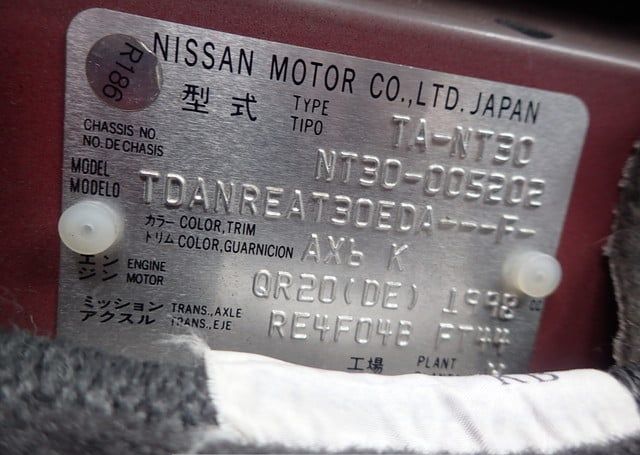 R186
NISSAN MOTOR CO.,LTD. JAPAN
型式 TYPE TIPO TA-NT30
CHASSIS NO. NO. DE CHASIS NT30-005202
MODEL MODELO TDANREAT30EDA---F-
カラー COLOR,TRIM
トリム COLOR,GUARNICION AX6 K
エンジン ENGINE MOTOR QR20(DE) 1998 CC
ミッション TRANS.,AXLE
アクスル TRANS.,EJE RE4F04B FT44
工場 PLANT